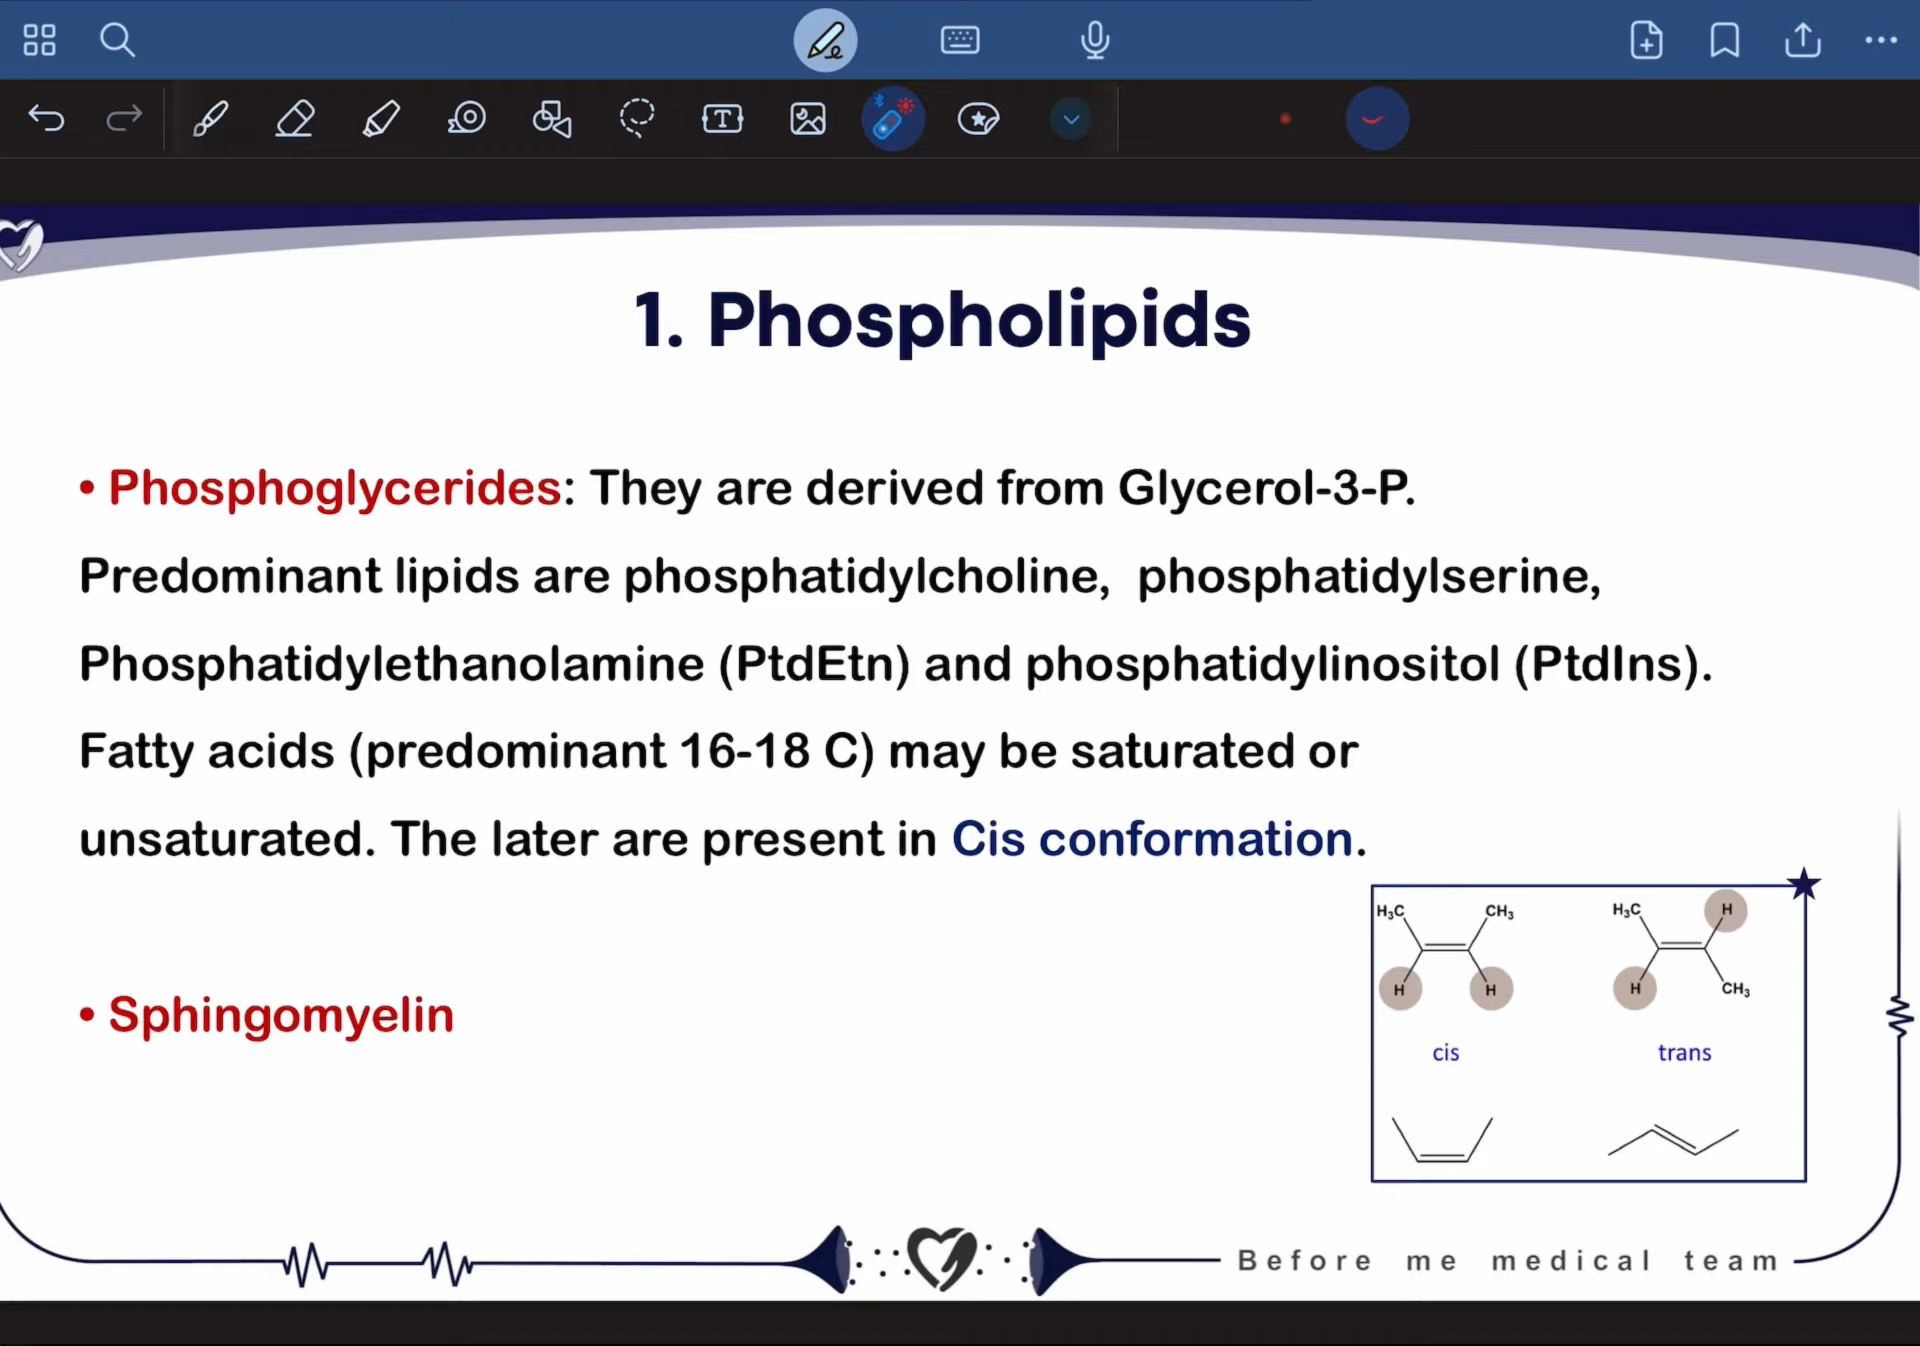 1. Phospholipids
• Phosphoglycerides: They are derived from Glycerol-3-P.
Predominant lipids are phosphatidylcholine, phosphatidylserine,
Phosphatidylethanolamine (PtdEtn) and phosphatidylinositol (PtdIns).
Fatty acids (predominant 16-18 C) may be saturated or
unsaturated. The later are present in Cis conformation.
• Sphingomyelin
H₃C CH₃ H₃C H
H H H CH₃
cis trans
Before me medical team